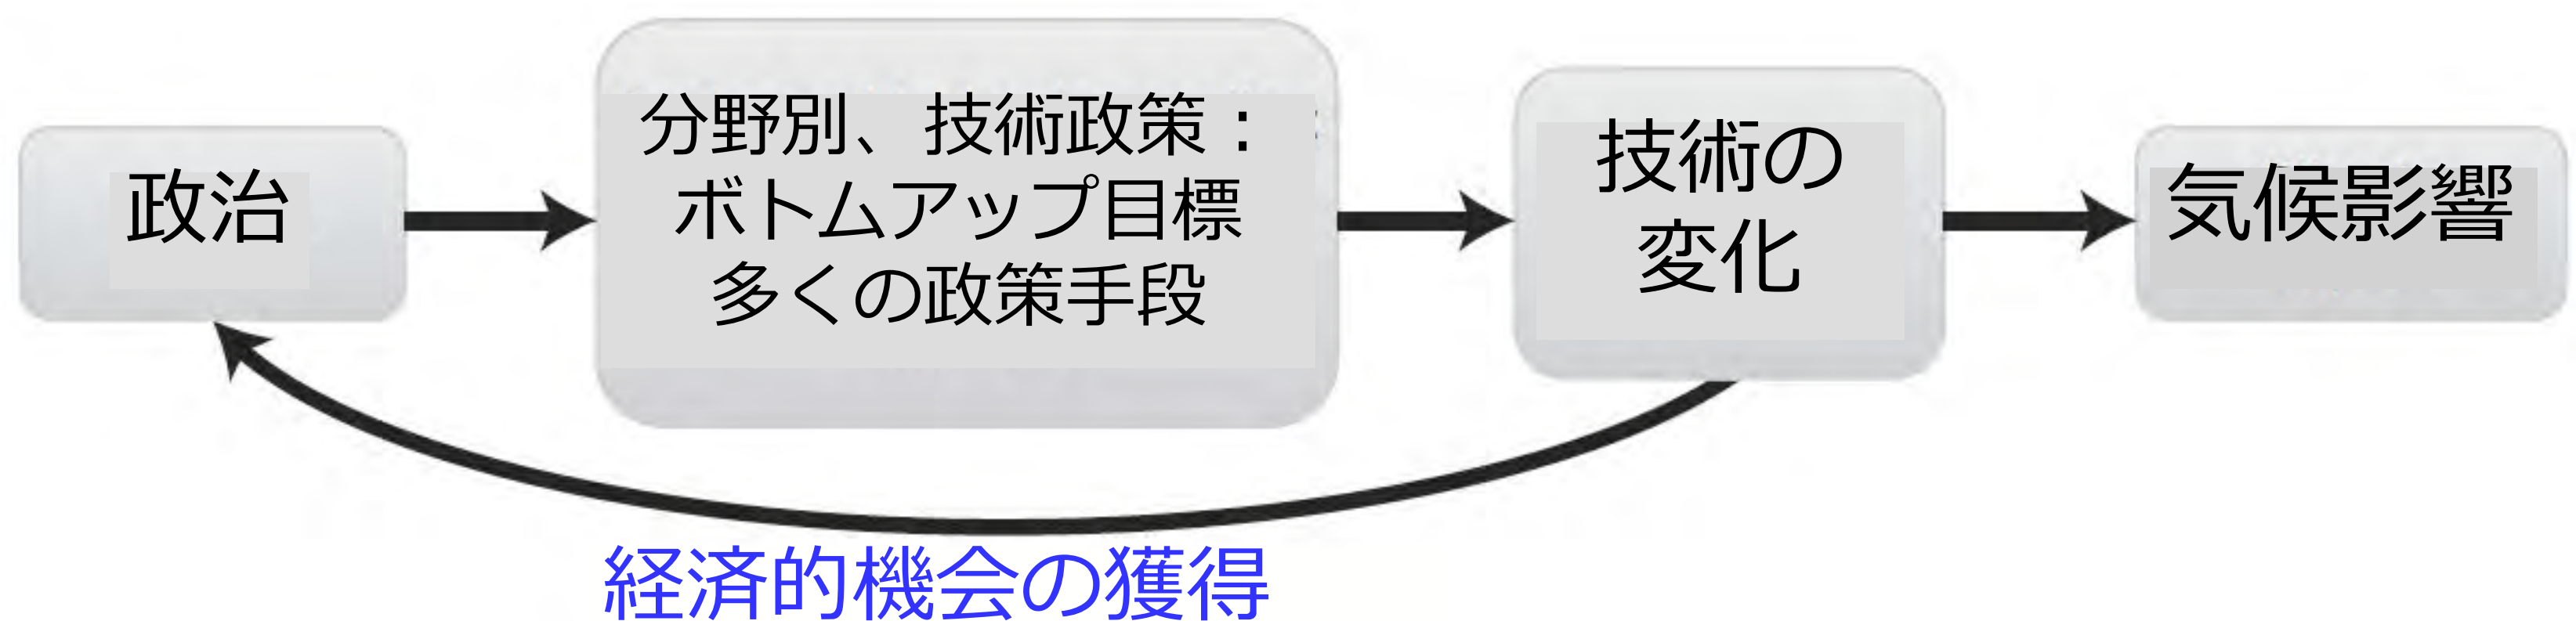 政治
分野別、技術政策：
ボトムアップ目標
多くの政策手段
技術の
変化
気候影響
経済的機会の獲得